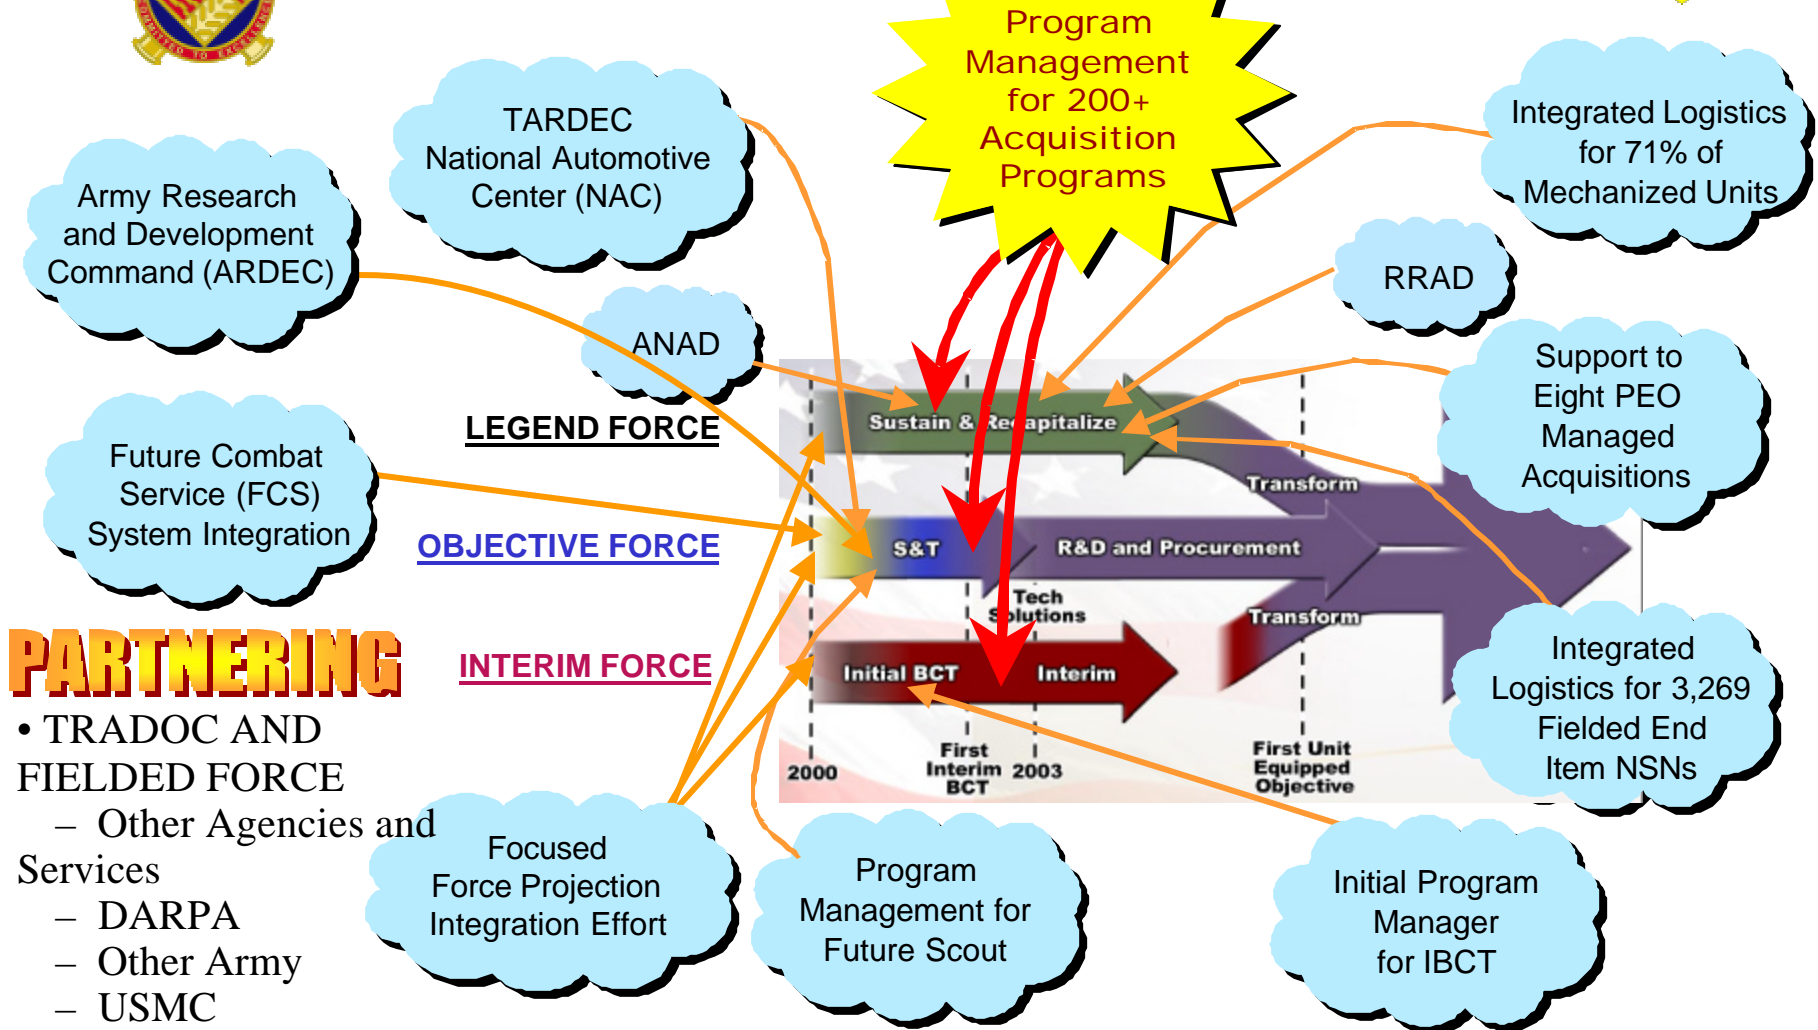 COMMITTED TO EXCELLENCE
Program
Management
for 200+
Acquisition
Programs
TARDEC
National Automotive
Center (NAC)
Integrated Logistics
for 71% of
Mechanized Units
Army Research
and Development
Command (ARDEC)
RRAD
ANAD
Support to
Eight PEO
Managed
Acquisitions
Future Combat
Service (FCS)
System Integration
LEGEND FORCE
Sustain & Recapitalize
Transform
OBJECTIVE FORCE
S&T
R&D and Procurement
Tech
Solutions
Transform
INTERIM FORCE
Initial BCT
Interim
2000
First
Interim
BCT
2003
First Unit
Equipped
Objective
Integrated
Logistics for 3,269
Fielded End
Item NSNs
PARTNERING
• TRADOC AND
FIELDED FORCE
– Other Agencies and
Services
– DARPA
– Other Army
– USMC
Focused
Force Projection
Integration Effort
Program
Management for
Future Scout
Initial Program
Manager
for IBCT